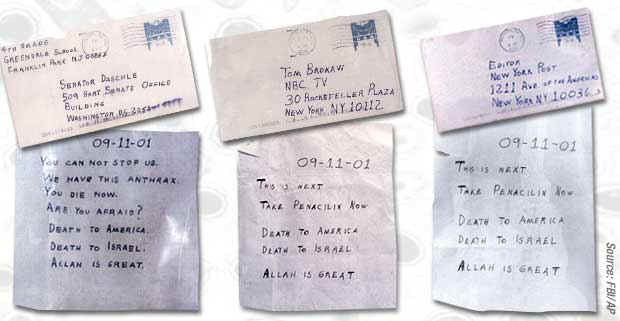 4TH GRADE
GREENDALE SCHOOL
FRANKLIN PARK NJ 08852
SENATOR DASCHLE
509 HART SENATE OFFICE
BUILDING
WASHINGTON D.C. 20510
TOM BROKAW
NBC TV
30 ROCKEFELLER PLAZA
NEW YORK NY 10112
EDITOR
NEW YORK POST
1211 AVE. OF THE AMERICAS
NEW YORK NY 10036
09-11-01
YOU CAN NOT STOP US.
WE HAVE THIS ANTHRAX.
YOU DIE NOW.
ARE YOU AFRAID?
DEATH TO AMERICA.
DEATH TO ISRAEL.
ALLAH IS GREAT.
09-11-01
THIS IS NEXT
TAKE PENACILIN NOW
DEATH TO AMERICA
DEATH TO ISRAEL
ALLAH IS GREAT
09-11-01
THIS IS NEXT
TAKE PENACILIN NOW
DEATH TO AMERICA
DEATH TO ISRAEL
ALLAH IS GREAT
Source: FBI/AP